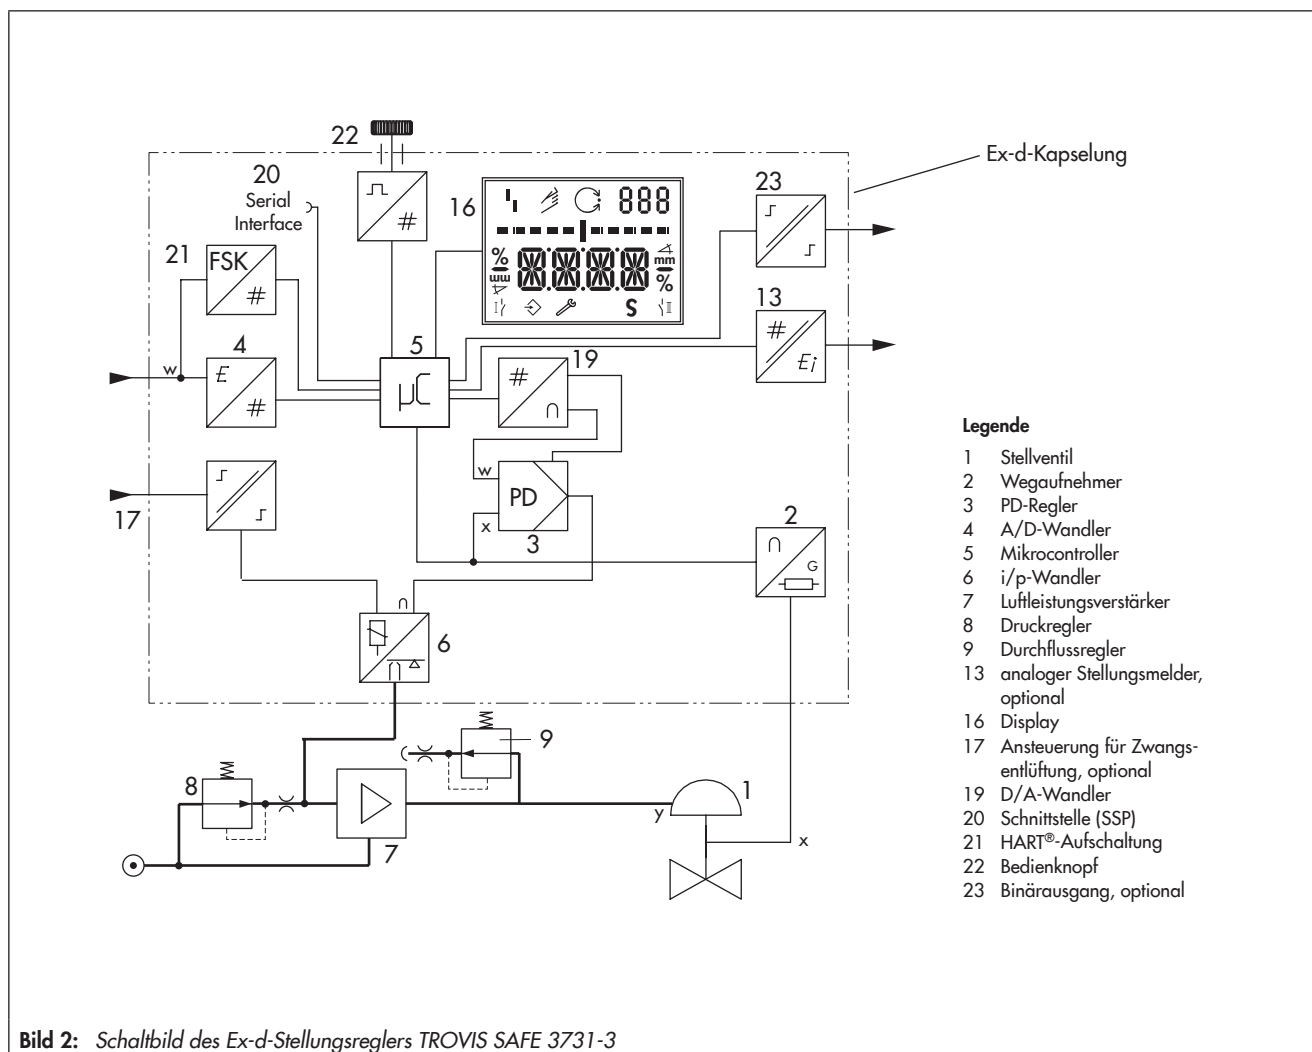 22
Ex-d-Kapselung
20
Serial
Interface
16
888
23
%
mm
mm
%
S
21
FSK
#
#
4
w
E
#
5
µC
19
#
13
#
Ei
17
w
PD
x
3
2
G
6
9
8
7
1
y
x
Legende
1 Stellventil
2 Wegaufnehmer
3 PD-Regler
4 A/D-Wandler
5 Mikrocontroller
6 i/p-Wandler
7 Luftleistungsverstärker
8 Druckregler
9 Durchflussregler
13 analoger Stellungsmelder,
optional
16 Display
17 Ansteuerung für Zwangs-
entlüftung, optional
19 D/A-Wandler
20 Schnittstelle (SSP)
21 HART®-Aufschaltung
22 Bedienknopf
23 Binärausgang, optional
Bild 2: Schaltbild des Ex-d-Stellungsreglers TROVIS SAFE 3731-3